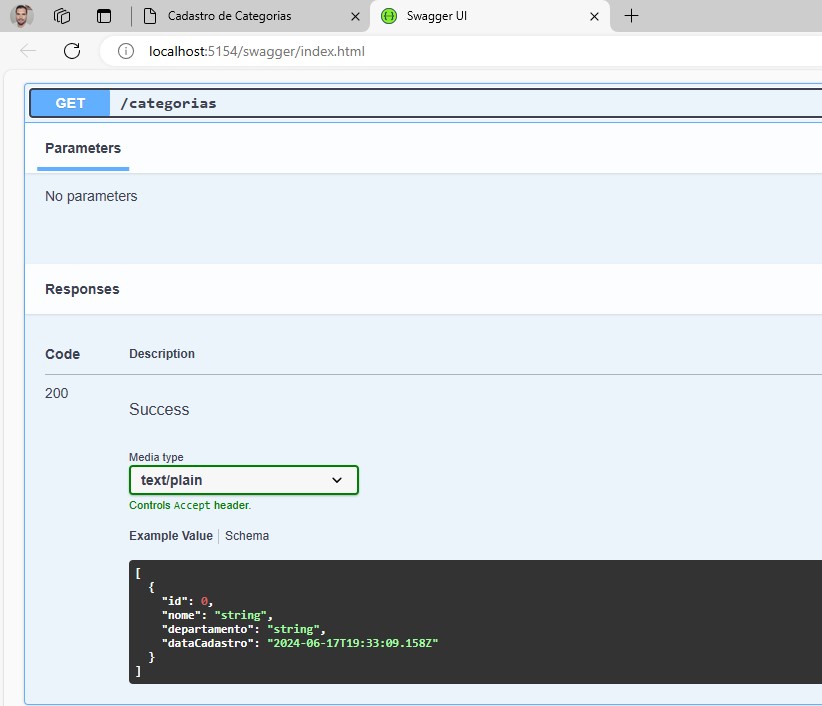 Cadastro de Categorias
Swagger UI
localhost:5154/swagger/index.html
GET /categorias
Parameters
No parameters
Responses
Code Description
200
Success
Media type
text/plain
Controls Accept header.
Example Value Schema
[
{
"id": 0,
"nome": "string",
"departamento": "string",
"dataCadastro": "2024-06-17T19:33:09.158Z"
}
]